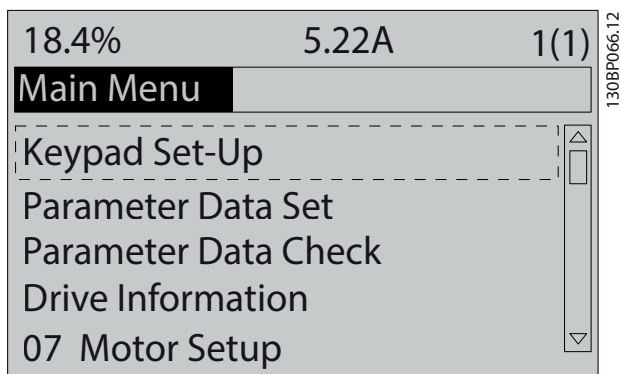 18.4% 5.22A 1(1)
Main Menu
Keypad Set-Up
Parameter Data Set
Parameter Data Check
Drive Information
07 Motor Setup
130BP066.12